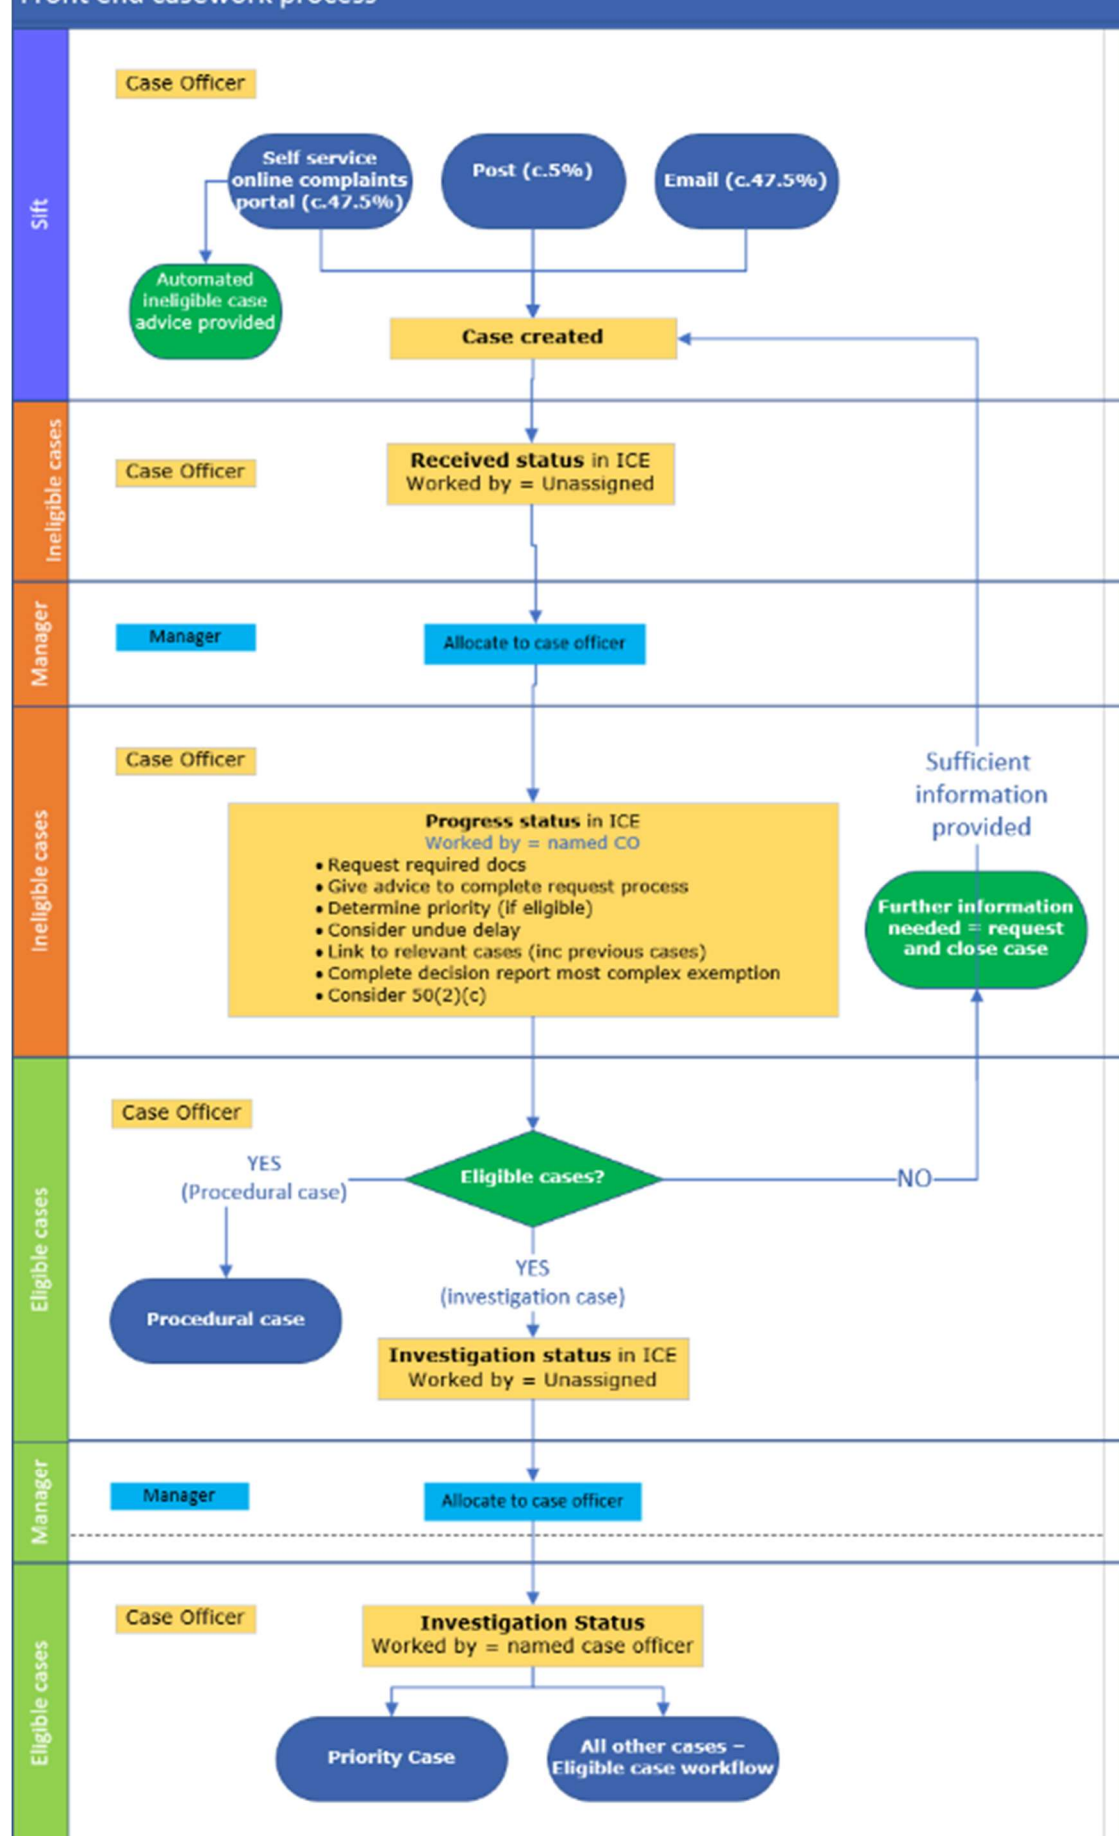 Front end casework process
Sift
Case Officer
Self service
online complaints
portal (c.47.5%)
Post (c.5%)
Email (c.47.5%)
Automated
ineligible case
advice provided
Case created
Ineligible cases
Case Officer
Received status in ICE
Worked by = Unassigned
Manager
Manager
Allocate to case officer
Ineligible cases
Case Officer
Progress status in ICE
Worked by = named CO
• Request required docs
• Give advice to complete request process
• Determine priority (if eligible)
• Consider undue delay
• Link to relevant cases (inc previous cases)
• Complete decision report most complex exemption
• Consider 50(2)(c)
Sufficient
information
provided
Further information
needed = request
and close case
Eligible cases
Case Officer
Eligible cases?
YES
(Procedural case)
NO
Procedural case
YES
(investigation case)
Investigation status in ICE
Worked by = Unassigned
Manager
Manager
Allocate to case officer
Eligible cases
Case Officer
Investigation Status
Worked by = named case officer
Priority Case
All other cases –
Eligible case workflow